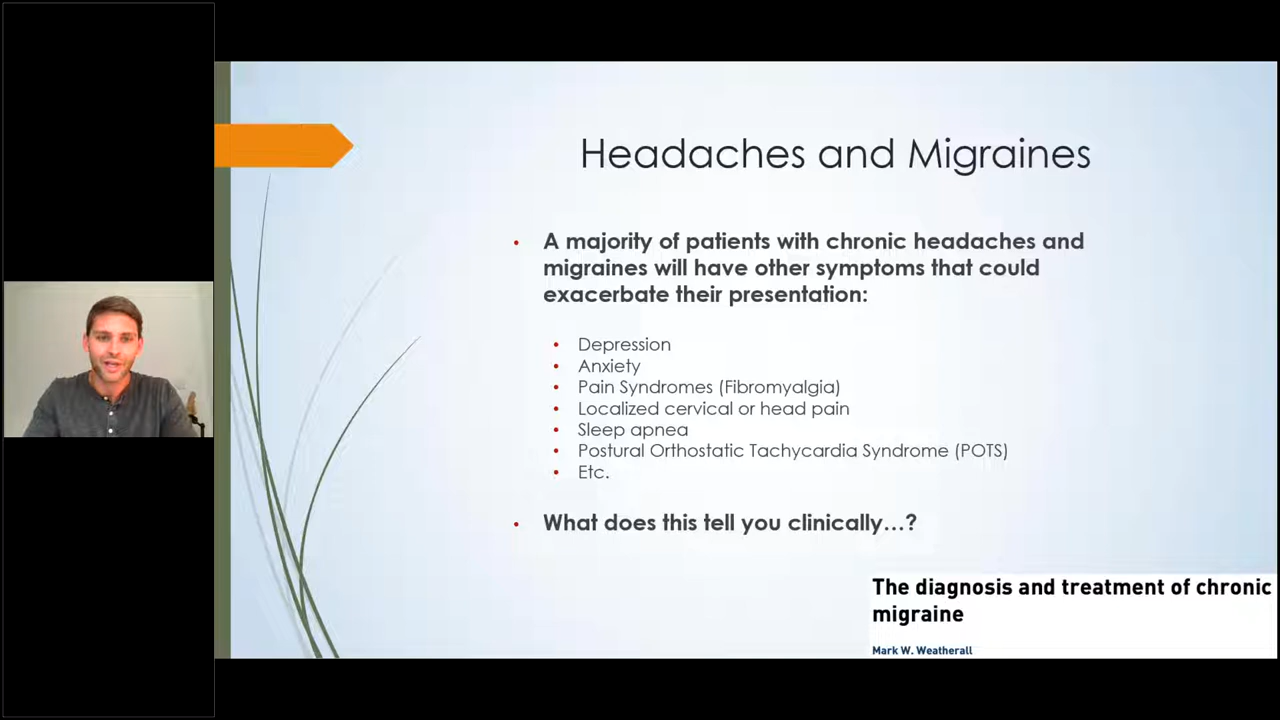 Headaches and Migraines
• A majority of patients with chronic headaches and
migraines will have other symptoms that could
exacerbate their presentation:
• Depression
• Anxiety
• Pain Syndromes (Fibromyalgia)
• Localized cervical or head pain
• Sleep apnea
• Postural Orthostatic Tachycardia Syndrome (POTS)
• Etc.
• What does this tell you clinically…?
The diagnosis and treatment of chronic
migraine
Mark W. Weatherall